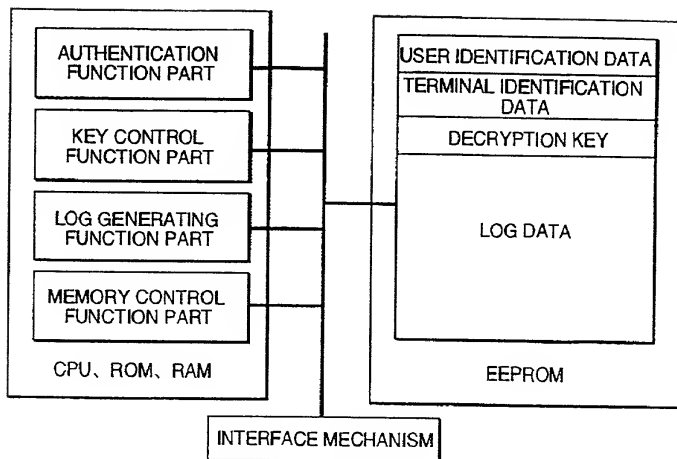 AUTHENTICATION
FUNCTION PART
KEY CONTROL
FUNCTION PART
LOG GENERATING
FUNCTION PART
MEMORY CONTROL
FUNCTION PART
CPU、ROM、RAM
USER IDENTIFICATION DATA
TERMINAL IDENTIFICATION
DATA
DECRYPTION KEY
LOG DATA
EEPROM
INTERFACE MECHANISM